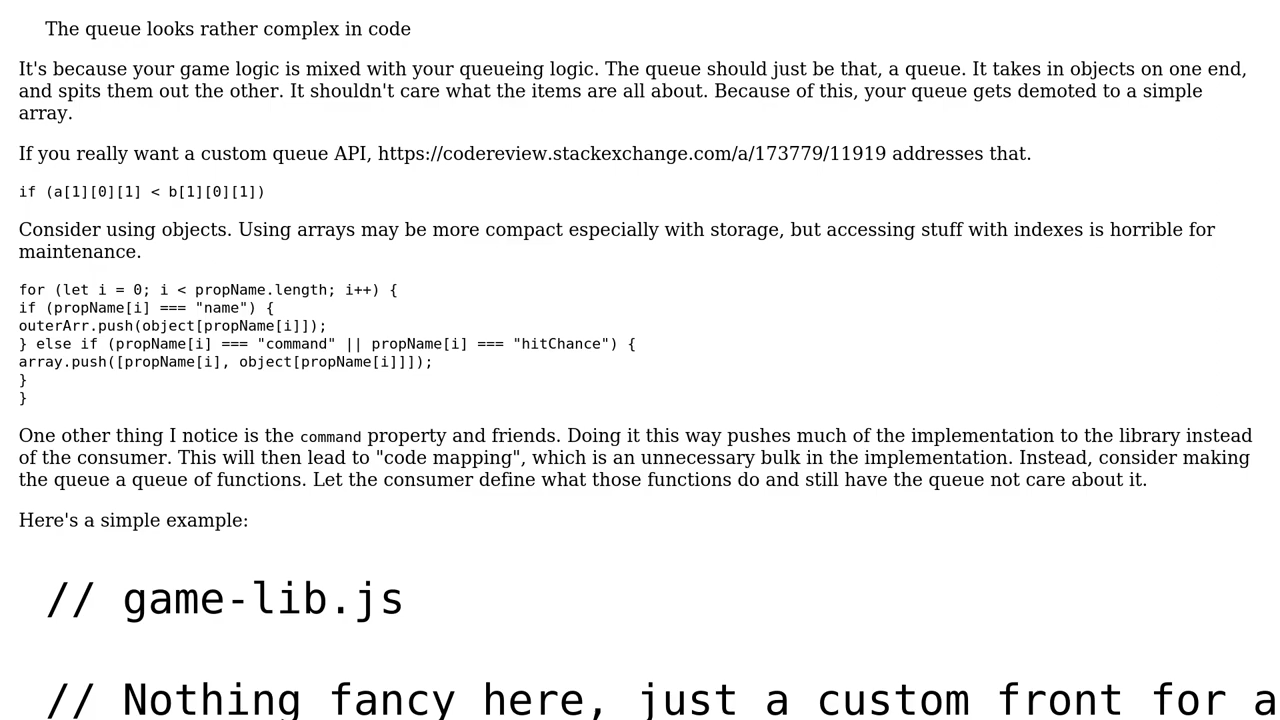 The queue looks rather complex in code
It's because your game logic is mixed with your queueing logic. The queue should just be that, a queue. It takes in objects on one end,
and spits them out the other. It shouldn't care what the items are all about. Because of this, your queue gets demoted to a simple
array.
If you really want a custom queue API, https://codereview.stackexchange.com/a/173779/11919 addresses that.
if (a[1][0][1] < b[1][0][1])
Consider using objects. Using arrays may be more compact especially with storage, but accessing stuff with indexes is horrible for
maintenance.
for (let i = 0; i < propName.length; i++) {
if (propName[i] === "name") {
outerArr.push(object[propName[i]]);
} else if (propName[i] === "command" || propName[i] === "hitChance") {
array.push([propName[i], object[propName[i]]]);
}
}
One other thing I notice is the command property and friends. Doing it this way pushes much of the implementation to the library instead
of the consumer. This will then lead to "code mapping", which is an unnecessary bulk in the implementation. Instead, consider making
the queue a queue of functions. Let the consumer define what those functions do and still have the queue not care about it.
Here's a simple example:
// game-lib.js
// Nothing fancy here, just a custom front for a